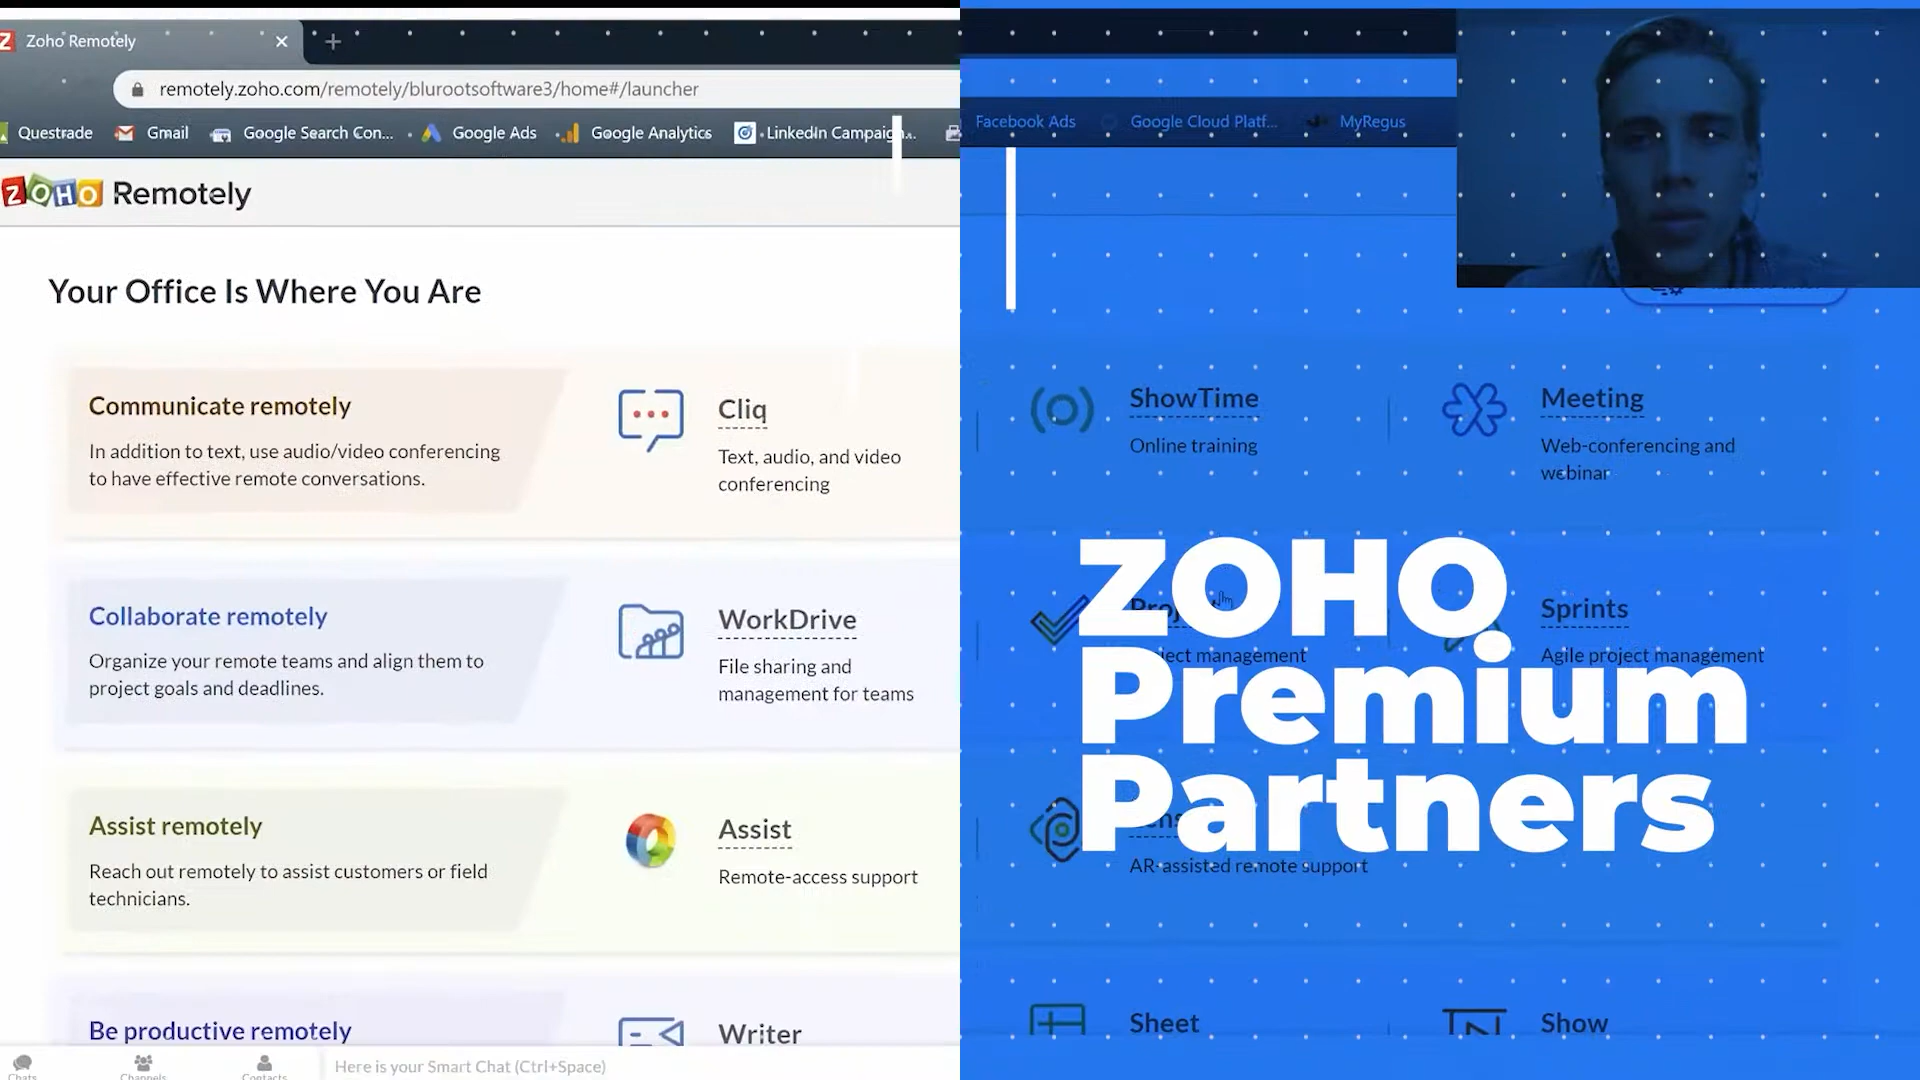 Zoho Remotely
remotely.zoho.com/remotely/blurootsoftware3/home#/launcher
Questrade Gmail Google Search Con... Google Ads Google Analytics LinkedIn Campaign... Facebook Ads Google Cloud Platf... MyRegus
ZOHO Remotely
Your Office Is Where You Are
Communicate remotely
In addition to text, use audio/video conferencing
to have effective remote conversations.
Cliq
Text, audio, and video
conferencing
ShowTime
Online training
Meeting
Web-conferencing and
webinar
Collaborate remotely
Organize your remote teams and align them to
project goals and deadlines.
WorkDrive
File sharing and
management for teams
management
Sprints
Agile project management
ZOHO
Premium
Partners
Assist remotely
Reach out remotely to assist customers or field
technicians.
Assist
Remote-access support
AR-assisted remote support
Be productive remotely
Writer
Sheet
Show
Chats
Channels
Contacts
Here is your Smart Chat (Ctrl+Space)